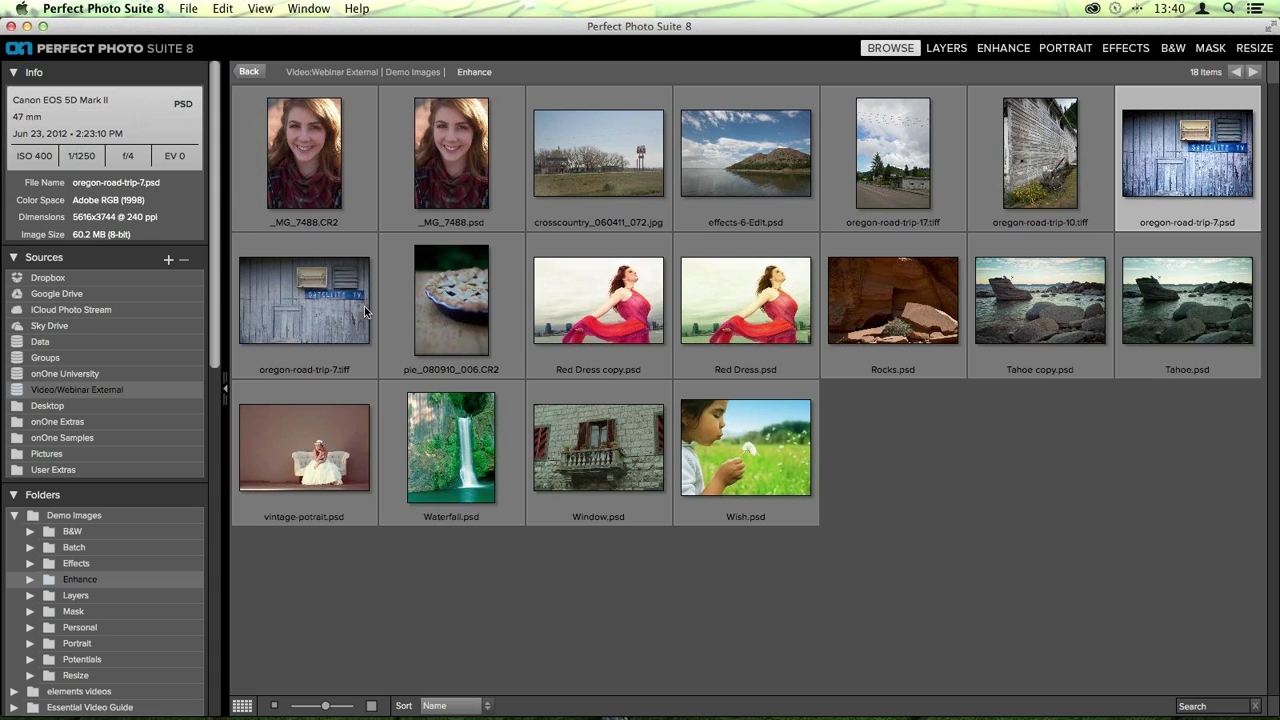 Perfect Photo Suite 8 File Edit View Window Help 13:40
Perfect Photo Suite 8
on PERFECT PHOTO SUITE 8 BROWSE LAYERS ENHANCE PORTRAIT EFFECTS B&W MASK RESIZE
Info
Canon EOS 5D Mark II PSD
47 mm
Jun 23, 2012 • 2:23:10 PM
ISO 400 1/1250 f/4 EV 0
File Name oregon-road-trip-7.psd
Color Space Adobe RGB (1998)
Dimensions 5616x3744 @ 240 ppi
Image Size 60.2 MB (8-bit)
Sources + −
Dropbox
Google Drive
iCloud Photo Stream
Sky Drive
Data
Groups
onOne University
Video/Webinar External
Desktop
onOne Extras
onOne Samples
Pictures
User Extras
Folders
Demo Images
B&W
Batch
Effects
Enhance
Layers
Mask
Personal
Portrait
Potentials
Resize
elements videos
Essential Video Guide
Back Video:Webinar External | Demo Images | Enhance 18 Items
_MG_7488.CR2 _MG_7488.psd crosscountry_060411_072.jpg effects-6-Edit.psd oregon-road-trip-17.tiff oregon-road-trip-10.tiff oregon-road-trip-7.psd
SATELLITE TV
SATELLITE TV
oregon-road-trip-7.tiff pie_080910_006.CR2 Red Dress copy.psd Red Dress.psd Rocks.psd Tahoe copy.psd Tahoe.psd
vintage-potrait.psd Waterfall.psd Window.psd Wish.psd
Sort Name Search